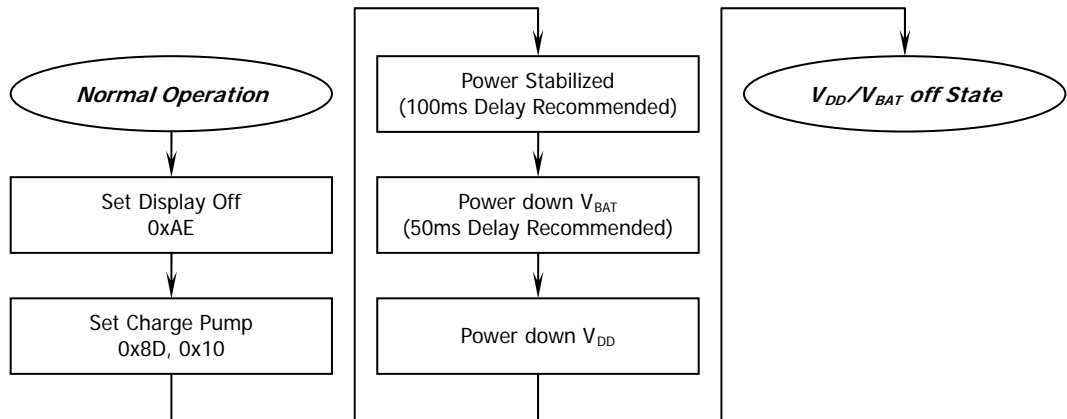 Normal Operation
Set Display Off
0xAE
Set Charge Pump
0x8D, 0x10
Power Stabilized
(100ms Delay Recommended)
Power down VBAT
(50ms Delay Recommended)
Power down VDD
VDD/VBAT off State